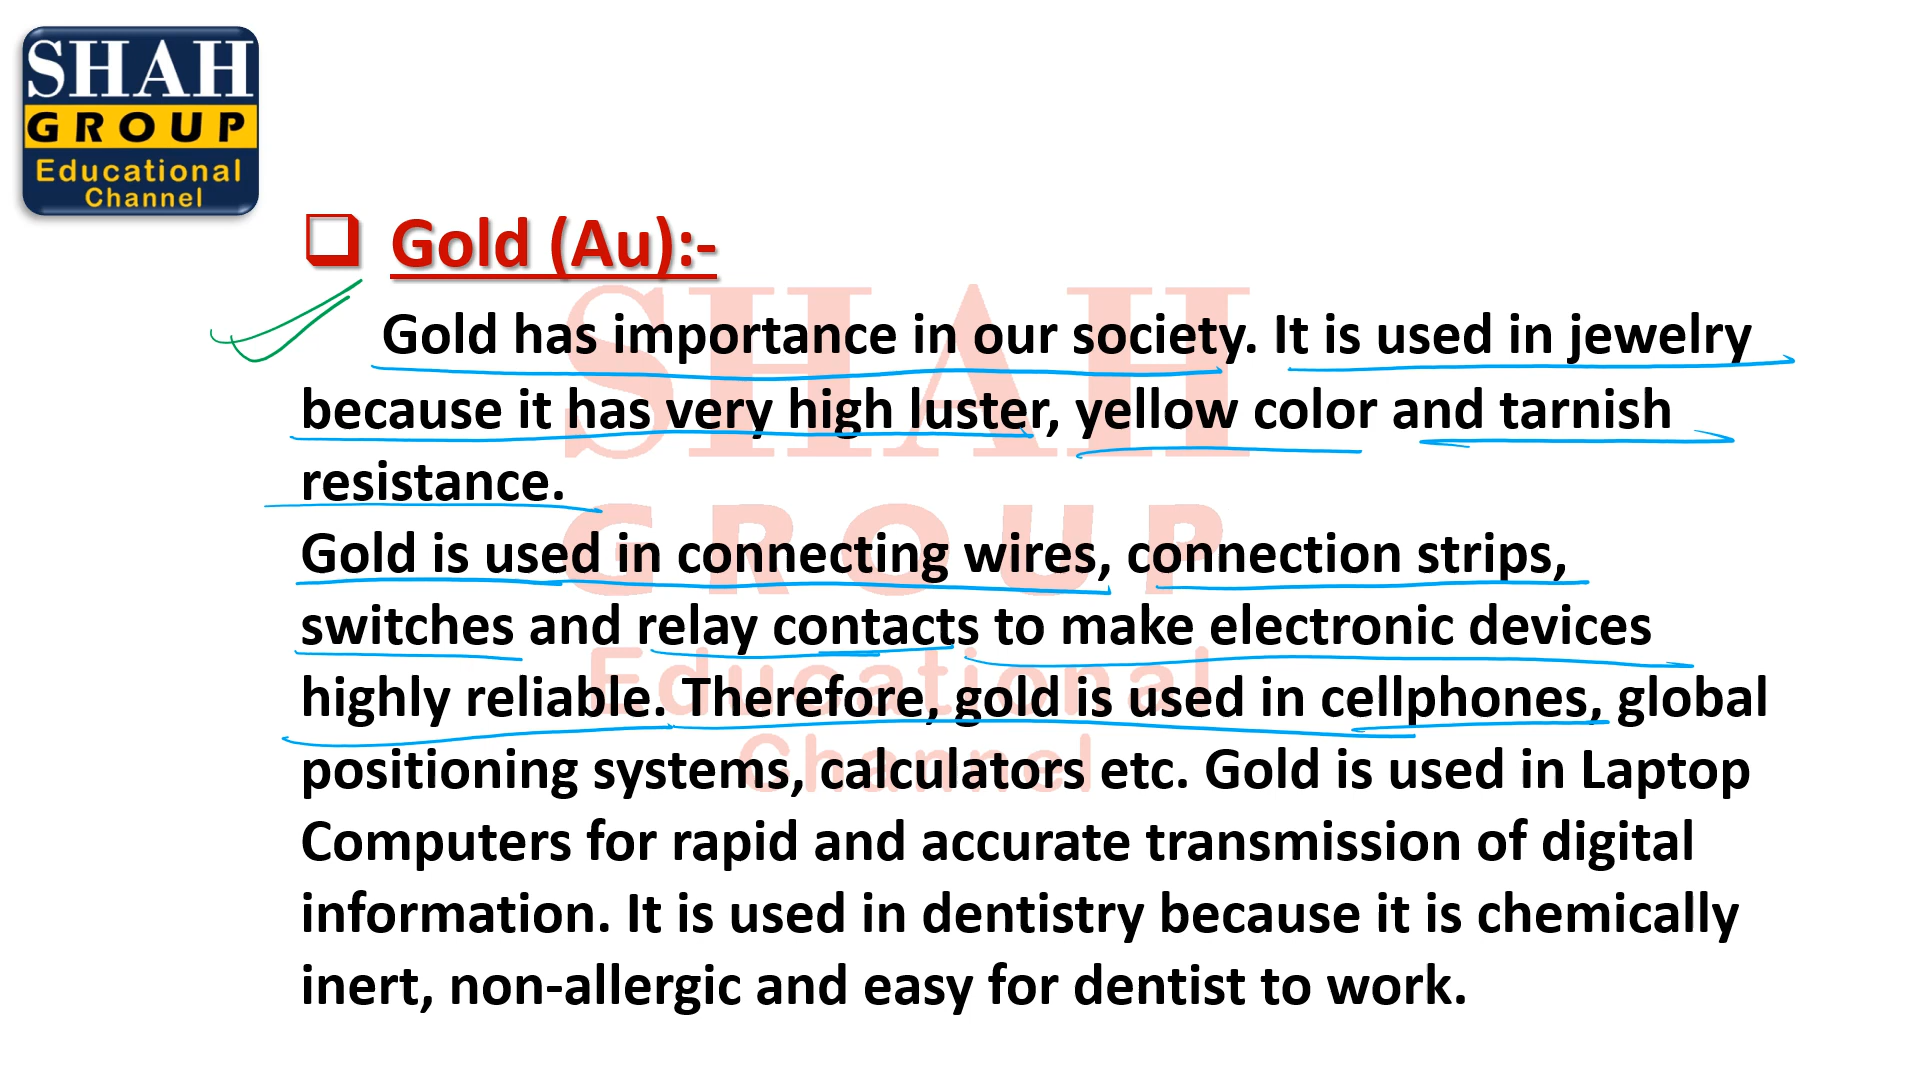 SHAH
GROUP
Educational
Channel
❑ Gold (Au):-
Gold has importance in our society. It is used in jewelry
because it has very high luster, yellow color and tarnish
resistance.
Gold is used in connecting wires, connection strips,
switches and relay contacts to make electronic devices
highly reliable. Therefore, gold is used in cellphones, global
positioning systems, calculators etc. Gold is used in Laptop
Computers for rapid and accurate transmission of digital
information. It is used in dentistry because it is chemically
inert, non-allergic and easy for dentist to work.
SHAH
GROUP
Educational
Channel